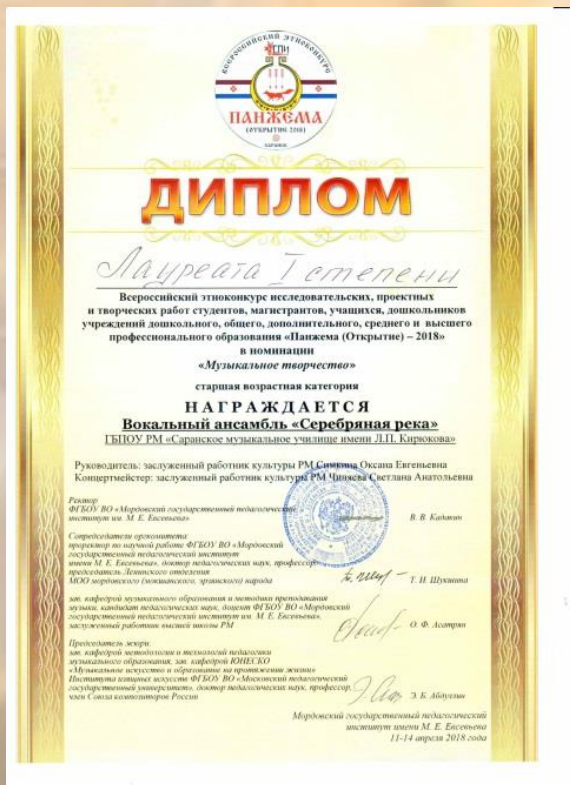 ВСЕРОССИЙСКИЙ ЭТНОКОНКУРС
ПАНЖЕМА
(ОТКРЫТИЕ 2018)
САРАНСК
ДИПЛОМ
Лауреата I степени
Всероссийский этноконкурс исследовательских, проектных
и творческих работ студентов, магистрантов, учащихся, дошкольников
учреждений дошкольного, общего, дополнительного, среднего и высшего
профессионального образования «Панжема (Открытие) – 2018»
в номинации
«Музыкальное творчество»
старшая возрастная категория
НАГРАЖДАЕТСЯ
Вокальный ансамбль «Серебряная река»
ГБПОУ РМ «Саранское музыкальное училище имени Л.П. Кирюкова»
Руководитель: заслуженный работник культуры РМ Симкина Оксана Евгеньевна
Концертмейстер: заслуженный работник культуры РМ Чиняева Светлана Анатольевна
Ректор
ФГБОУ ВО «Мордовский государственный педагогический
институт им. М. Е. Евсевьева»
В. В. Кадакин
Сопредседатели оргкомитета:
проректор по научной работе ФГБОУ ВО «Мордовский
государственный педагогический институт
имени М. Е. Евсевьева», доктор педагогических наук, профессор,
председатель Ленинского отделения
МОО мордовского (мокшанского, эрзянского) народа
Т. И. Шукшина
зав. кафедрой музыкального образования и методики преподавания
музыки, кандидат педагогических наук, доцент ФГБОУ ВО «Мордовский
государственный педагогический институт им. М. Е. Евсевьева»,
заслуженный работник высшей школы РМ
О. Ф. Асатрян
Председатель жюри:
зав. кафедрой методологии и технологий педагогики
музыкального образования, зав. кафедрой ЮНЕСКО
«Музыкальное искусство и образование на протяжении жизни»
Института изящных искусств ФГБОУ ВО «Московский педагогический
государственный университет», доктор педагогических наук, профессор,
член Союза композиторов России
Э. Б. Абдуллин
Мордовский государственный педагогический
институт имени М. Е. Евсевьева
11-14 апреля 2018 года